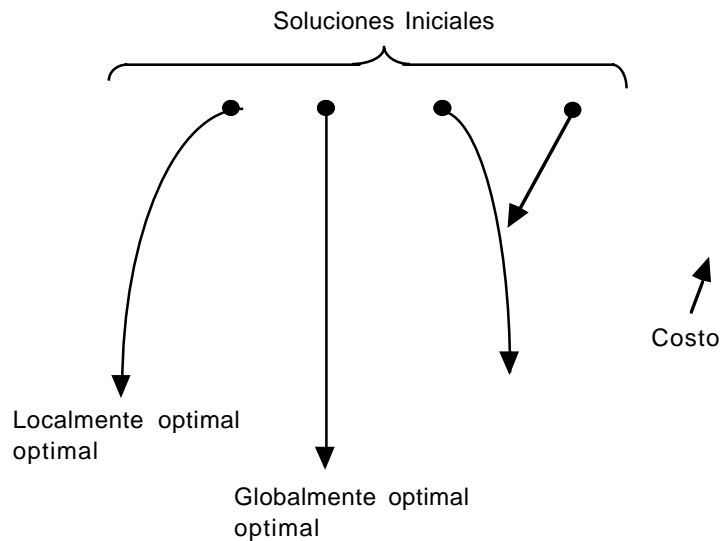 Soluciones Iniciales
Costo
Localmente optimal
optimal
Globalmente optimal
optimal